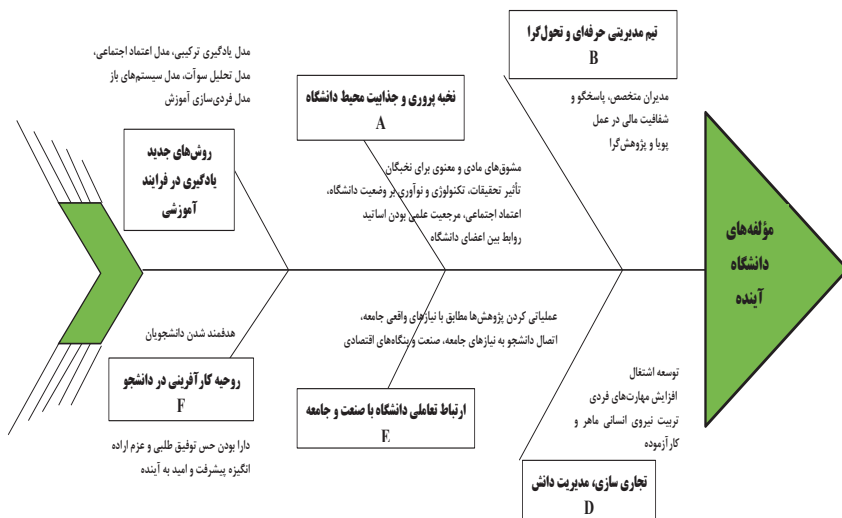 تیم مدیریتی حرفه‌ای و تحول‌گرا
B
مدیران متخصص، پاسخگو و
شفافیت مالی در عمل
پویا و پژوهش‌گرا
نخبه پروری و جذابیت محیط دانشگاه
A
مشوق‌های مادی و معنوی برای نخبگان
تأثیر تحقیقات، تکنولوژی و نوآوری بر وضعیت دانشگاه،
اعتماد اجتماعی، مرجعیت علمی بودن اساتید
روابط بین اعضای دانشگاه
مدل یادگیری ترکیبی، مدل اعتماد اجتماعی،
مدل تحلیل سوآت، مدل سیستم‌های باز
مدل فردی‌سازی آموزش
روش‌های جدید
یادگیری در فرایند
آموزشی
مؤلفه‌های
دانشگاه
آینده
توسعه اشتغال
افزایش مهارت‌های فردی
تربیت نیروی انسانی ماهر و
کارآزموده
تجاری سازی، مدیریت دانش
D
عملیاتی کردن پژوهش‌ها مطابق با نیازهای واقعی جامعه،
اتصال دانشجو به نیازهای جامعه، صنعت و بنگاه‌های اقتصادی
ارتباط تعاملی دانشگاه با صنعت و جامعه
E
هدفمند شدن دانشجویان
روحیه کارآفرینی در دانشجو
F
دارا بودن حس توفیق طلبی و عزم اراده
انگیزه پیشرفت و امید به آینده